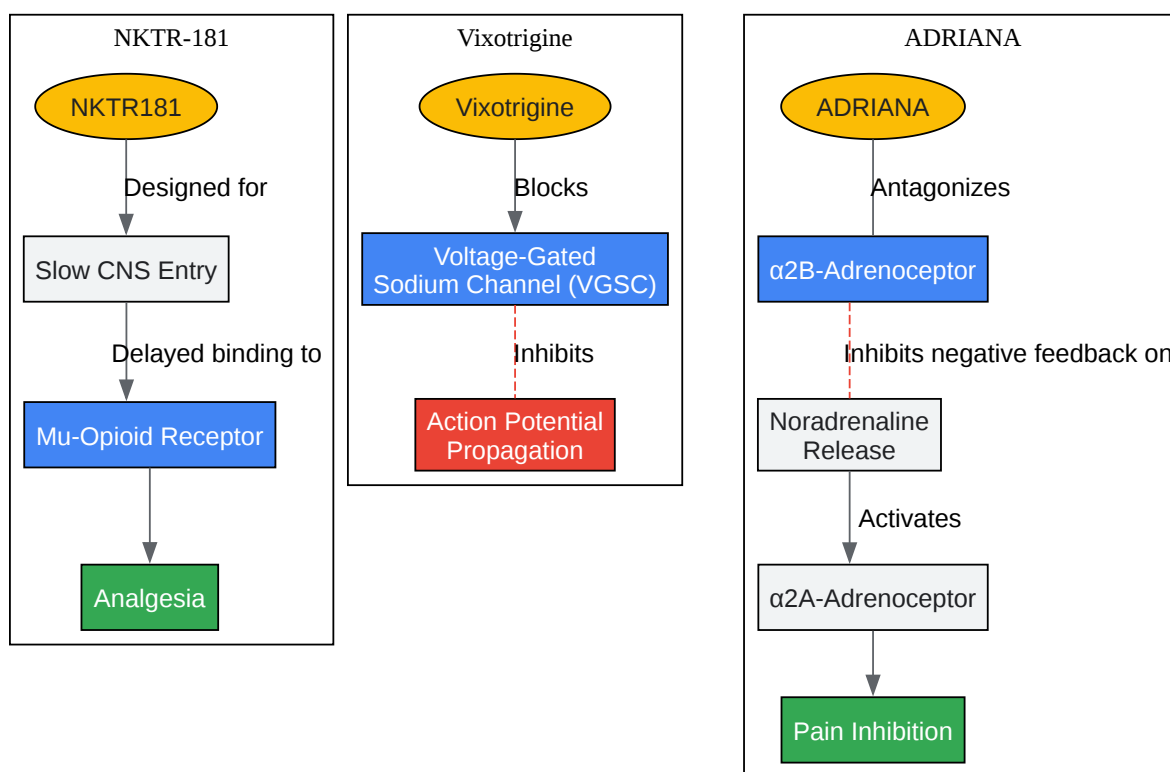 NKTR-181
NKTR181
Designed for
Slow CNS Entry
Delayed binding to
Mu-Opioid Receptor
Analgesia
Vixotrigine
Vixotrigine
Blocks
Voltage-Gated
Sodium Channel (VGSC)
Inhibits
Action Potential
Propagation
ADRIANA
ADRIANA
Antagonizes
α2B-Adrenoceptor
Inhibits negative feedback on
Noradrenaline
Release
Activates
α2A-Adrenoceptor
Pain Inhibition